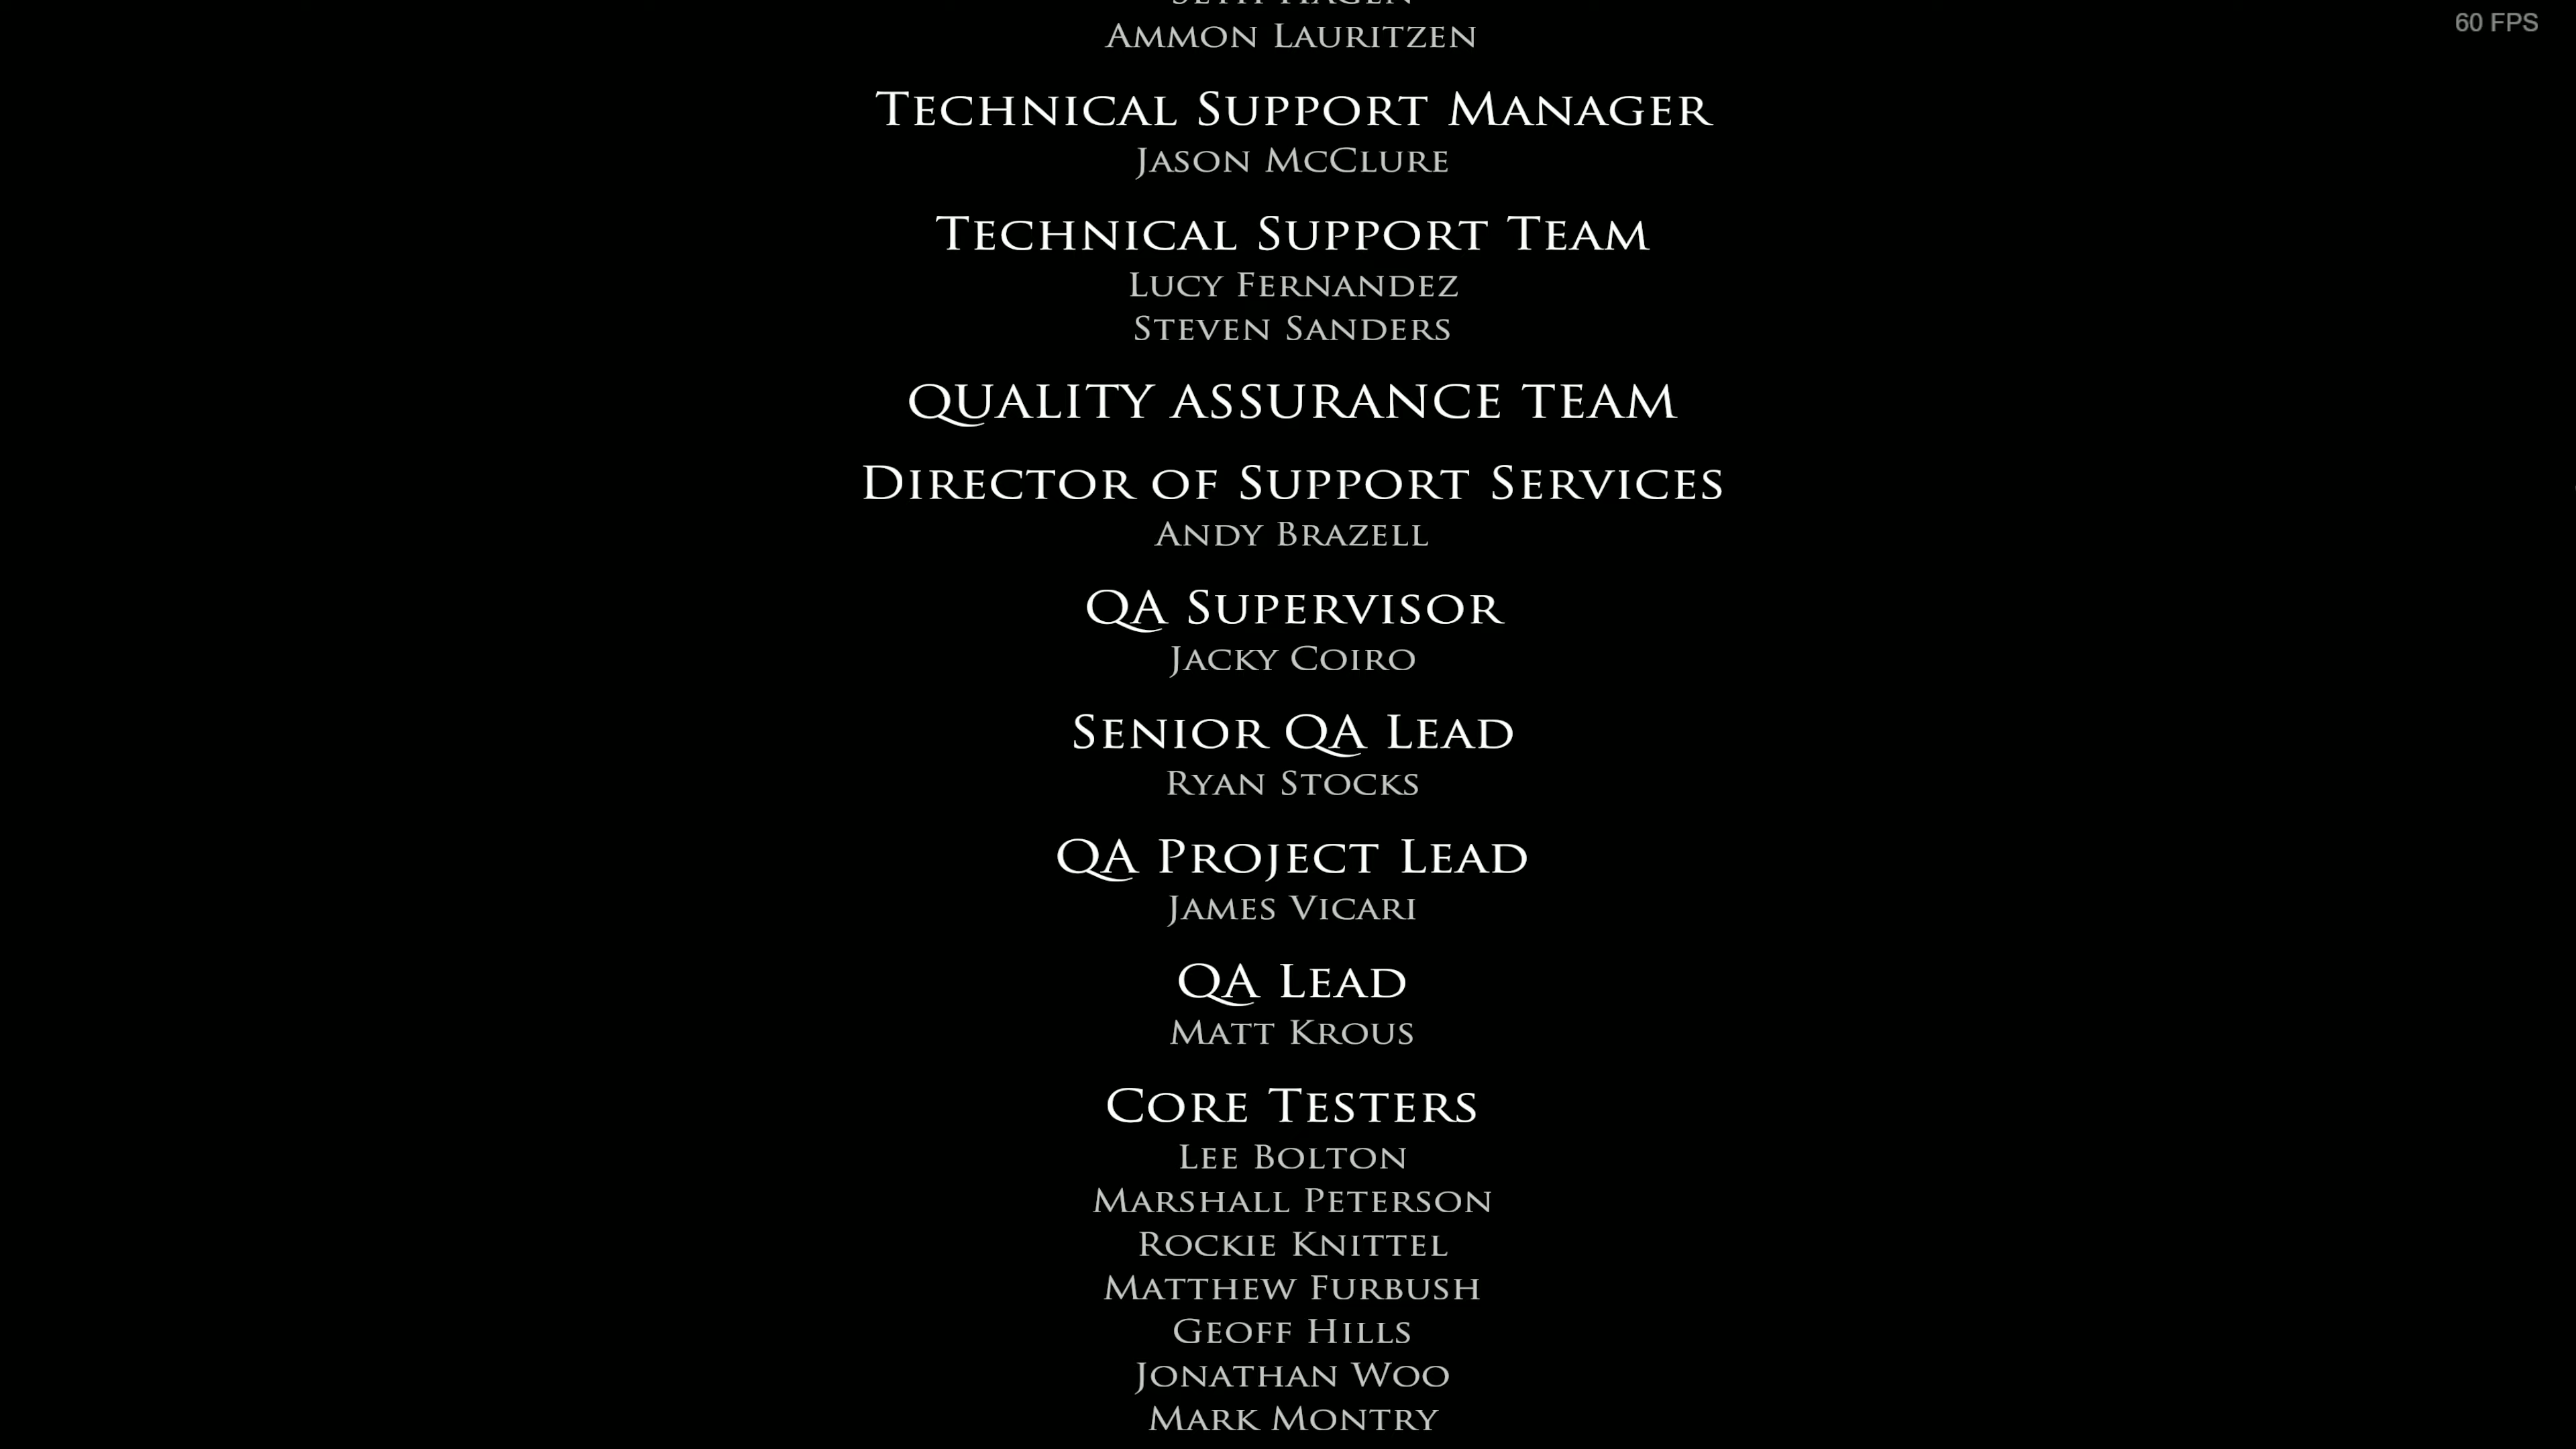 Seth Hagen
Ammon Lauritzen
60 FPS
Technical Support Manager
Jason McClure
Technical Support Team
Lucy Fernandez
Steven Sanders
QUALITY ASSURANCE TEAM
Director of Support Services
Andy Brazell
QA Supervisor
Jacky Coiro
Senior QA Lead
Ryan Stocks
QA Project Lead
James Vicari
QA Lead
Matt Krous
Core Testers
Lee Bolton
Marshall Peterson
Rockie Knittel
Matthew Furbush
Geoff Hills
Jonathan Woo
Mark Montry